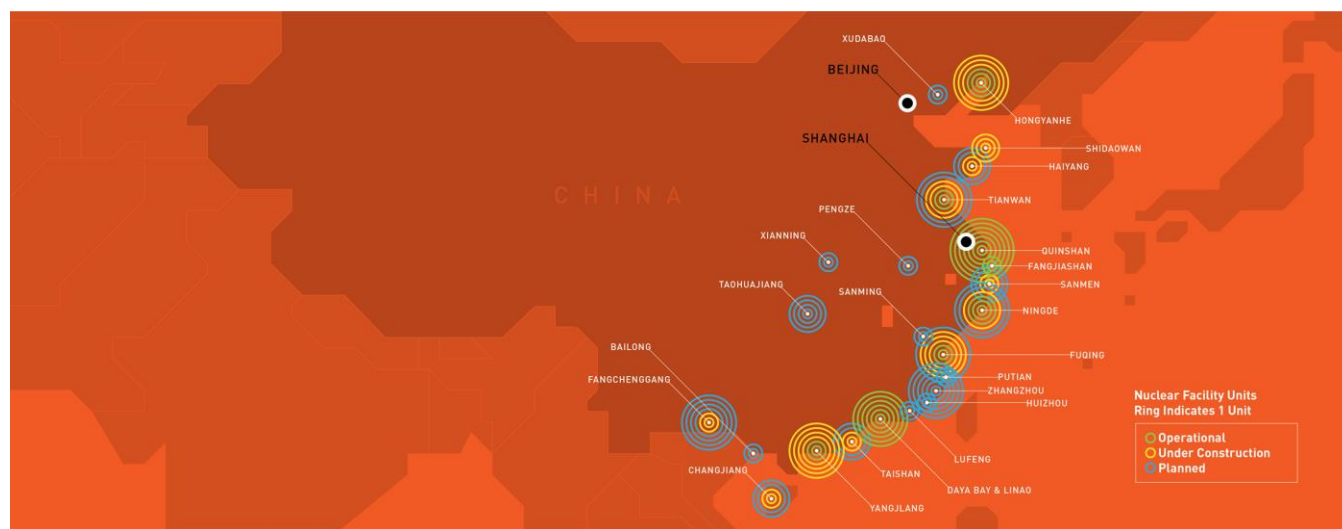 XUDABAO
BEIJING
HONGYANHE
SHANGHAI
SHIDAOWAN
HAIYANG
CHINA
TIANWAN
PENGZE
XIANNING
QUINSHAN
FANGJIASHAN
TAOHUAJIANG
SANMING
SANMEN
NINGDE
BAILONG
FUQING
FANGCHENGGANG
PUTIAN
ZHANGZHOU
HUIZHOU
Nuclear Facility Units
Ring Indicates 1 Unit
Operational
Under Construction
Planned
LUFENG
CHANGJIANG
TAISHAN
DAYA BAY & LINAO
YANGJLANG